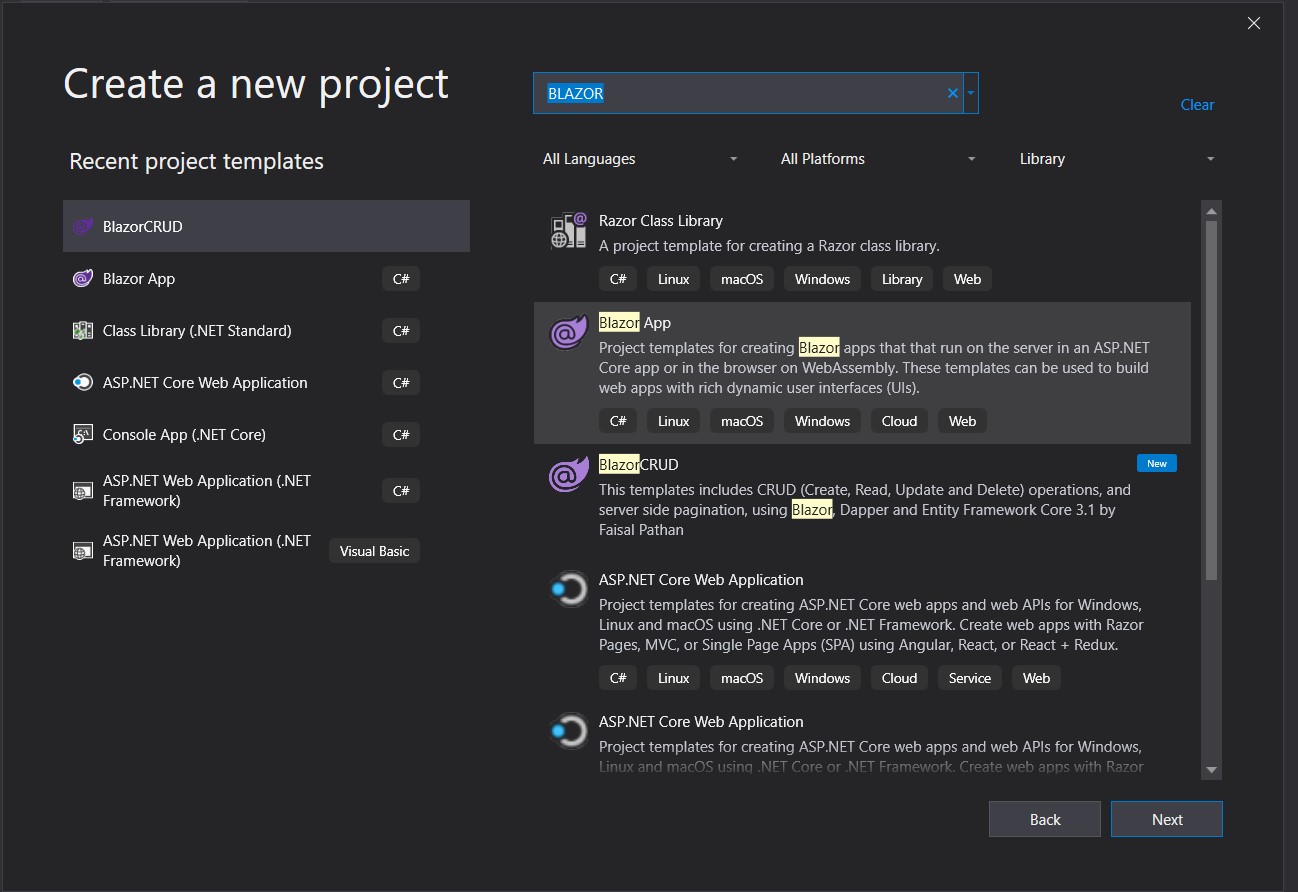 Create a new project
BLAZOR
Clear
Recent project templates
All Languages
All Platforms
Library
BlazorCRUD
Blazor App
C#
Class Library (.NET Standard)
C#
ASP.NET Core Web Application
C#
Console App (.NET Core)
C#
ASP.NET Web Application (.NET
Framework)
C#
ASP.NET Web Application (.NET
Framework)
Visual Basic
Razor Class Library
A project template for creating a Razor class library.
C# Linux macOS Windows Library Web
Blazor App
Project templates for creating Blazor apps that that run on the server in an ASP.NET
Core app or in the browser on WebAssembly. These templates can be used to build
web apps with rich dynamic user interfaces (UIs).
C# Linux macOS Windows Cloud Web
BlazorCRUD
New
This templates includes CRUD (Create, Read, Update and Delete) operations, and
server side pagination, using Blazor, Dapper and Entity Framework Core 3.1 by
Faisal Pathan
ASP.NET Core Web Application
Project templates for creating ASP.NET Core web apps and web APIs for Windows,
Linux and macOS using .NET Core or .NET Framework. Create web apps with Razor
Pages, MVC, or Single Page Apps (SPA) using Angular, React, or React + Redux.
C# Linux macOS Windows Cloud Service Web
ASP.NET Core Web Application
Project templates for creating ASP.NET Core web apps and web APIs for Windows,
Linux and macOS using .NET Core or .NET Framework. Create web apps with Razor
Back
Next